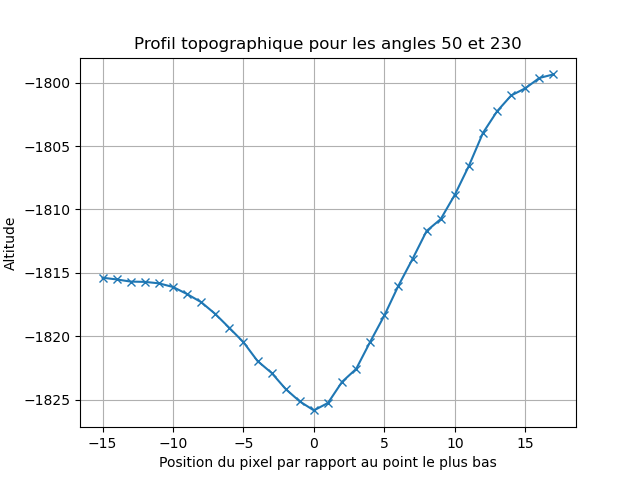 Profil topographique pour les angles 50 et 230
−1800
−1805
−1810
−1815
−1820
−1825
Altitude
−15 −10 −5 0 5 10 15
Position du pixel par rapport au point le plus bas